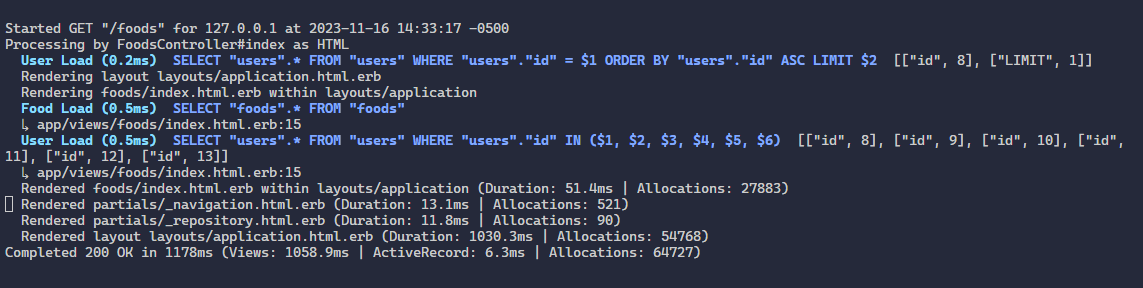 Started GET "/foods" for 127.0.0.1 at 2023-11-16 14:33:17 -0500
Processing by FoodsController#index as HTML
  User Load (0.2ms)  SELECT "users".* FROM "users" WHERE "users"."id" = $1 ORDER BY "users"."id" ASC LIMIT $2  [["id", 8], ["LIMIT", 1]]
  Rendering layout layouts/application.html.erb
  Rendering foods/index.html.erb within layouts/application
  Food Load (0.5ms)  SELECT "foods".* FROM "foods"
  ↳ app/views/foods/index.html.erb:15
  User Load (0.5ms)  SELECT "users".* FROM "users" WHERE "users"."id" IN ($1, $2, $3, $4, $5, $6)  [["id", 8], ["id", 9], ["id", 10], ["id",
11], ["id", 12], ["id", 13]]
  ↳ app/views/foods/index.html.erb:15
  Rendered foods/index.html.erb within layouts/application (Duration: 51.4ms | Allocations: 27883)
  Rendered partials/_navigation.html.erb (Duration: 13.1ms | Allocations: 521)
  Rendered partials/_repository.html.erb (Duration: 11.8ms | Allocations: 90)
  Rendered layout layouts/application.html.erb (Duration: 1030.3ms | Allocations: 54768)
Completed 200 OK in 1178ms (Views: 1058.9ms | ActiveRecord: 6.3ms | Allocations: 64727)